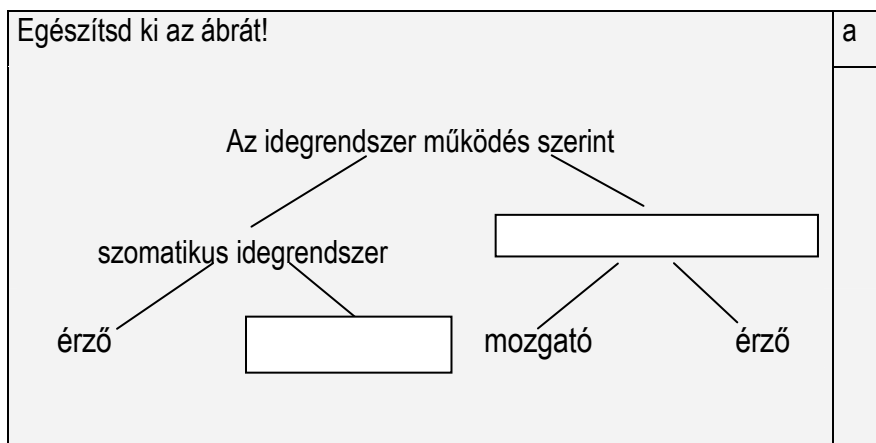 Egészítsd ki az ábrát!
a
Az idegrendszer működés szerint
szomatikus idegrendszer
érző
mozgató
érző